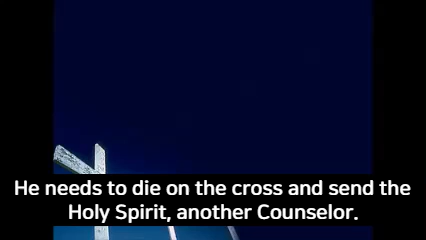 He needs to die on the cross and send the
Holy Spirit, another Counselor.